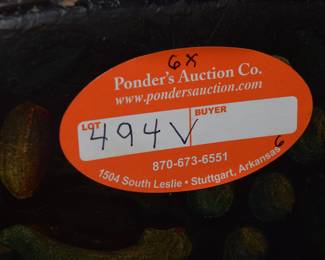 6X
Ponder's Auction Co.
www.pondersauction.com
LOT BUYER
494V
870-673-6551
1504 South Leslie • Stuttgart, Arkansas
6